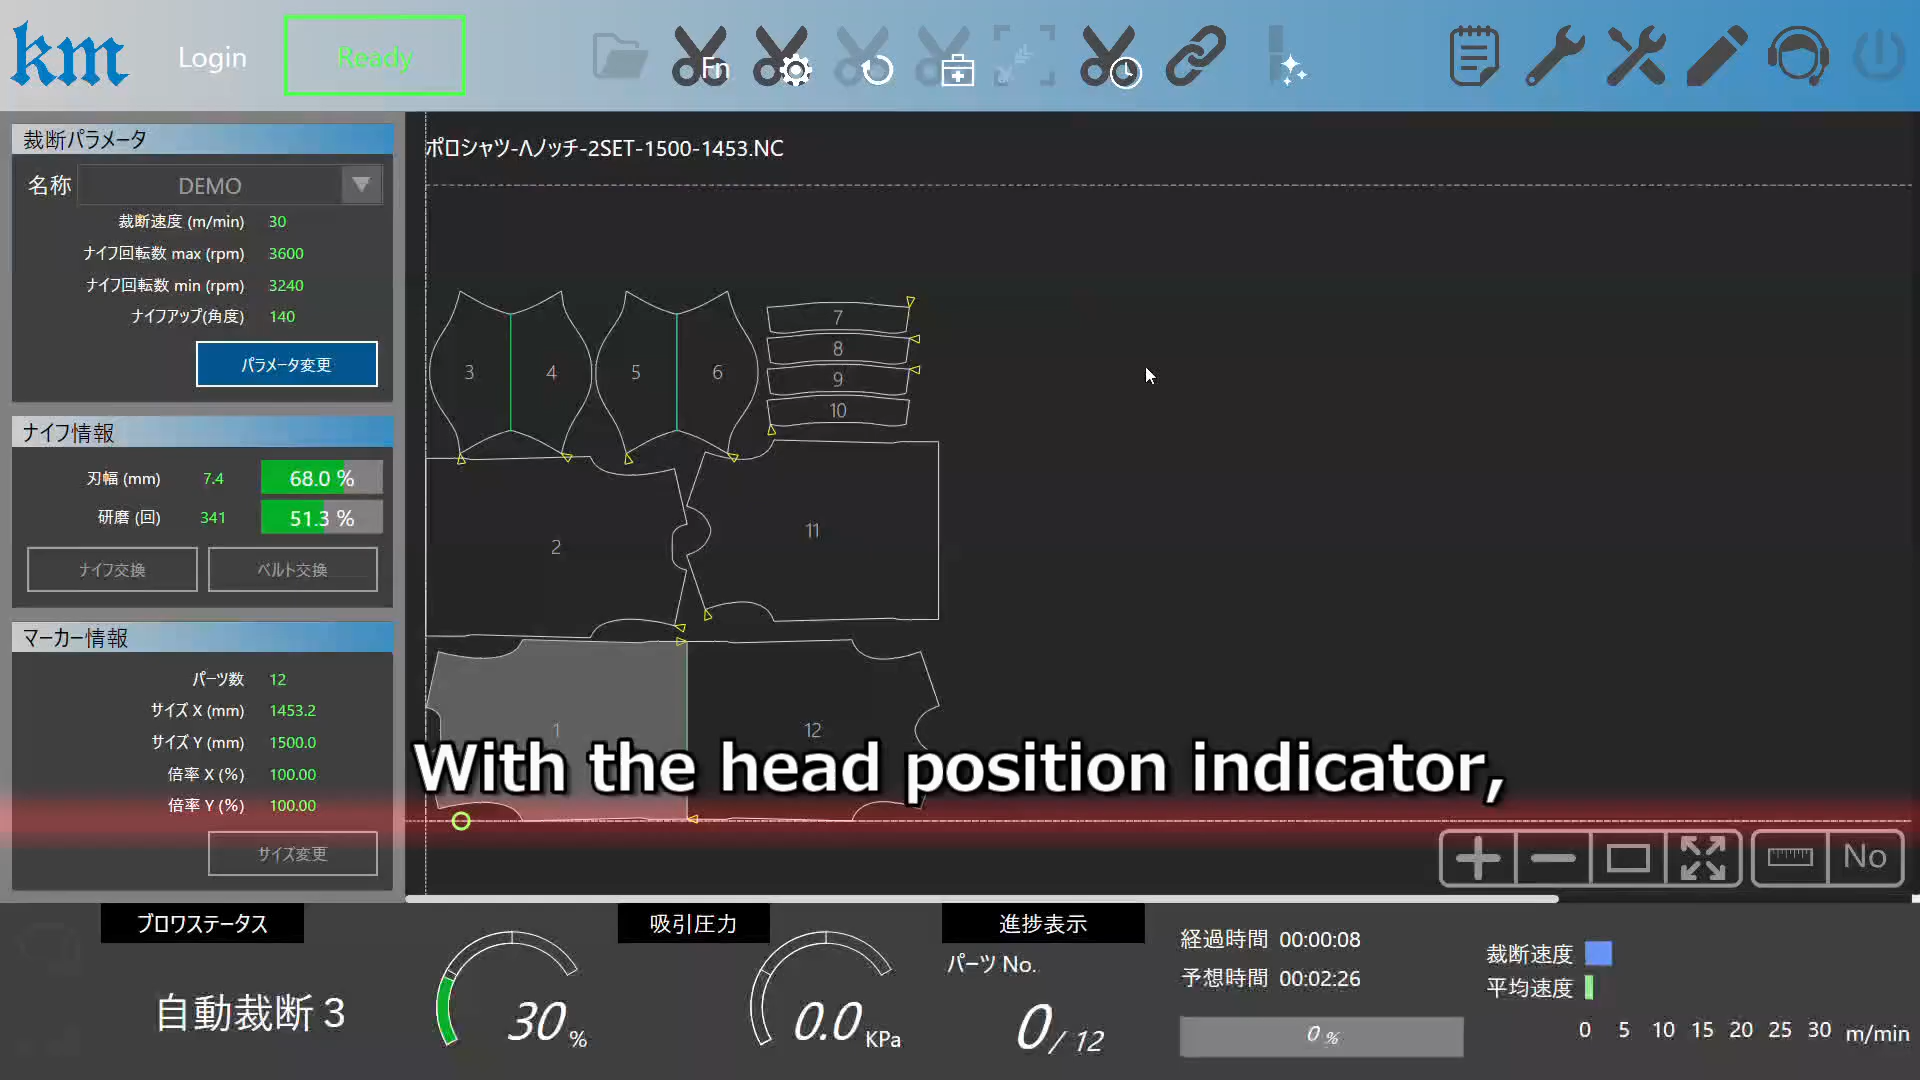 km
Login
Ready
Fn
裁断パラメータ
名称
DEMO
裁断速度 (m/min) 30
ナイフ回転数 max (rpm) 3600
ナイフ回転数 min (rpm) 3240
ナイフアップ(角度) 140
パラメータ変更
ナイフ情報
刃幅 (mm) 7.4 68.0 %
研磨 (回) 341 51.3 %
ナイフ交換
ベルト交換
マーカー情報
パーツ数 12
サイズ X (mm) 1453.2
サイズ Y (mm) 1500.0
倍率 X (%) 100.00
倍率 Y (%) 100.00
サイズ変更
ポロシャツ-Λノッチ-2SET-1500-1453.NC
3
4
5
6
7
8
9
10
2
11
1
12
With the head position indicator,
No
ブロワステータス
自動裁断３
30 %
吸引圧力
0.0 KPa
進捗表示
パーツ No.
0/ 12
経過時間 00:00:08
予想時間 00:02:26
0 %
裁断速度
平均速度
0 5 10 15 20 25 30 m/min